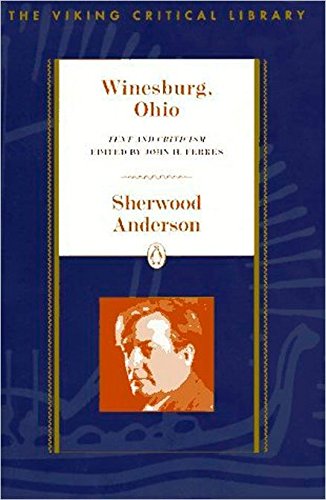 THE VIKING CRITICAL LIBRARY
Winesburg,
Ohio
TEXT AND CRITICISM
EDITED BY JOHN H. FERRES
Sherwood
Anderson